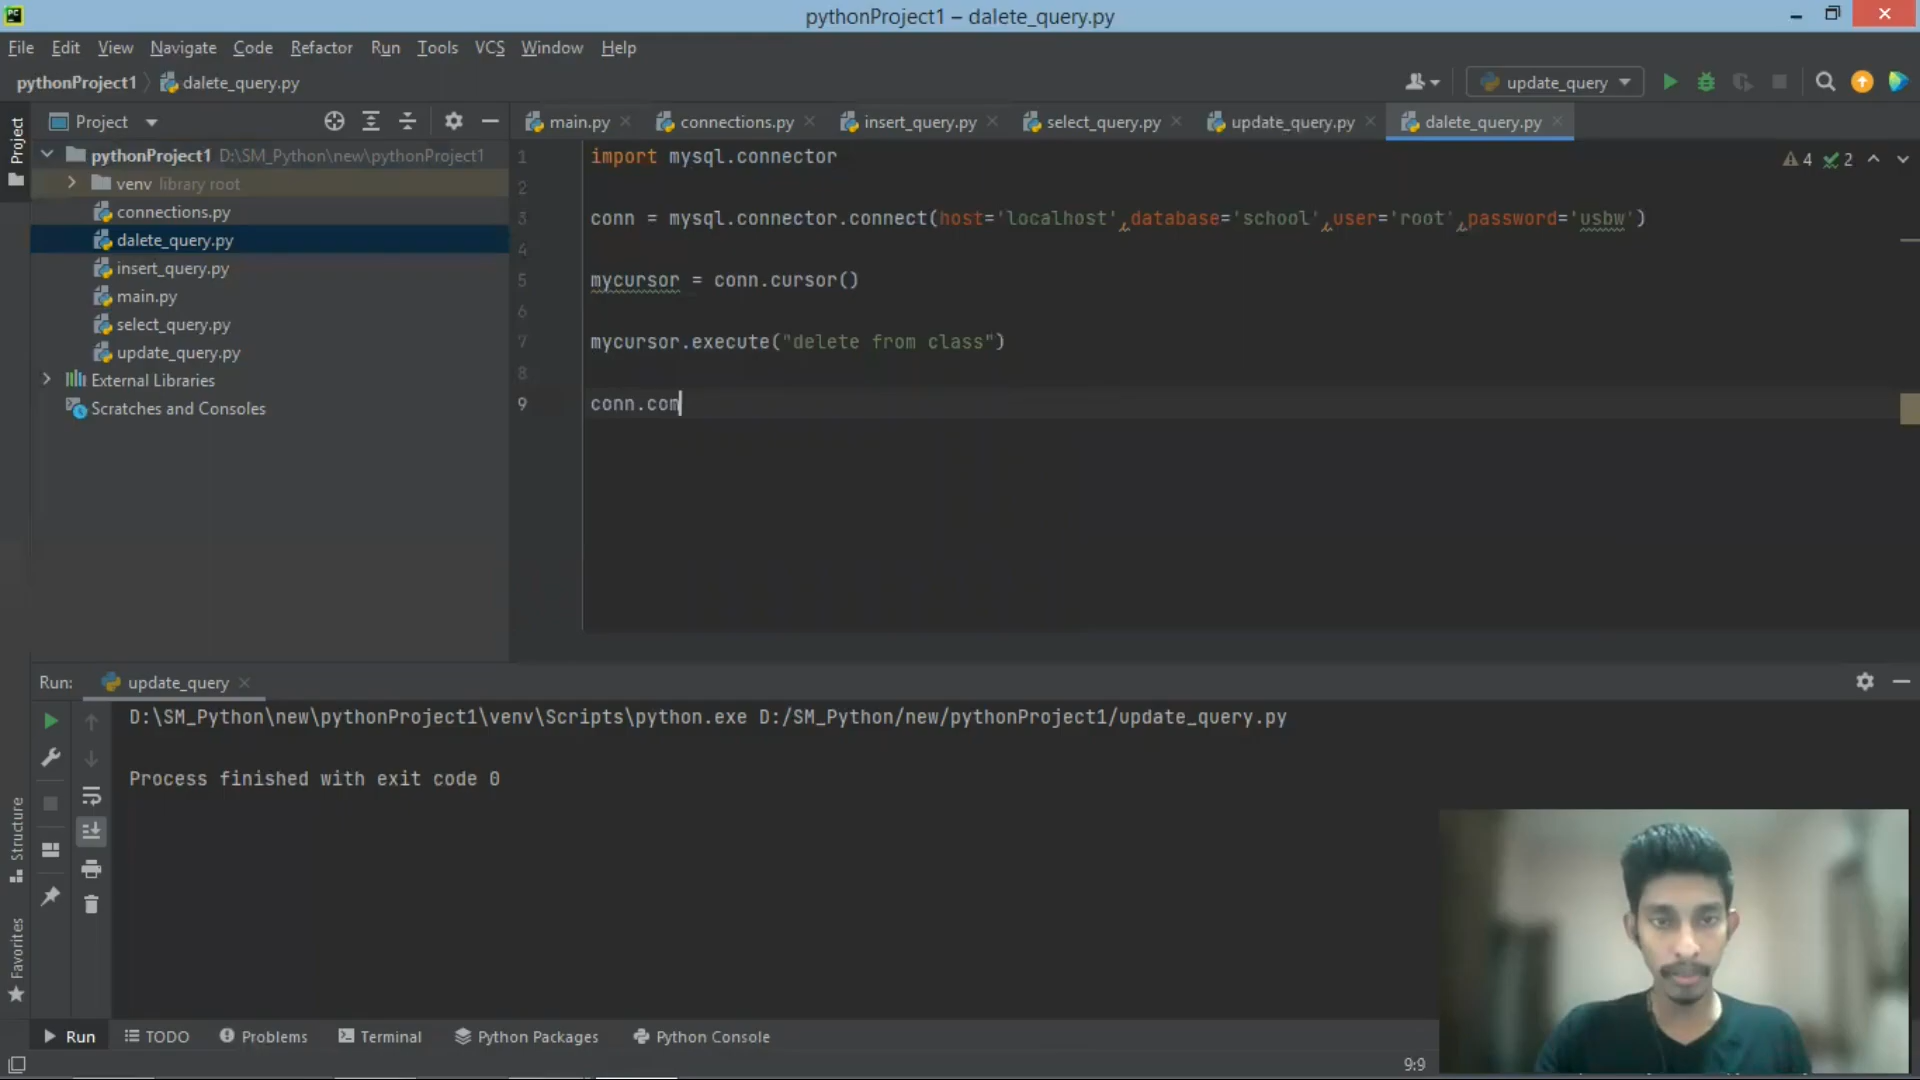 PC
pythonProject1 – dalete_query.py
File Edit View Navigate Code Refactor Run Tools VCS Window Help
pythonProject1 dalete_query.py
update_query
Project
Project
main.py connections.py insert_query.py select_query.py update_query.py dalete_query.py
pythonProject1 D:\SM_Python\new\pythonProject1
venv library root
connections.py
dalete_query.py
insert_query.py
main.py
select_query.py
update_query.py
External Libraries
Scratches and Consoles
4 2
1 import mysql.connector
2
3 conn = mysql.connector.connect(host='localhost',database='school',user='root',password='usbw')
4
5 mycursor = conn.cursor()
6
7 mycursor.execute("delete from class")
8
9 conn.com
Run: update_query
D:\SM_Python\new\pythonProject1\venv\Scripts\python.exe D:/SM_Python/new/pythonProject1/update_query.py
Process finished with exit code 0
Structure
Favorites
Run TODO Problems Terminal Python Packages Python Console
9:9